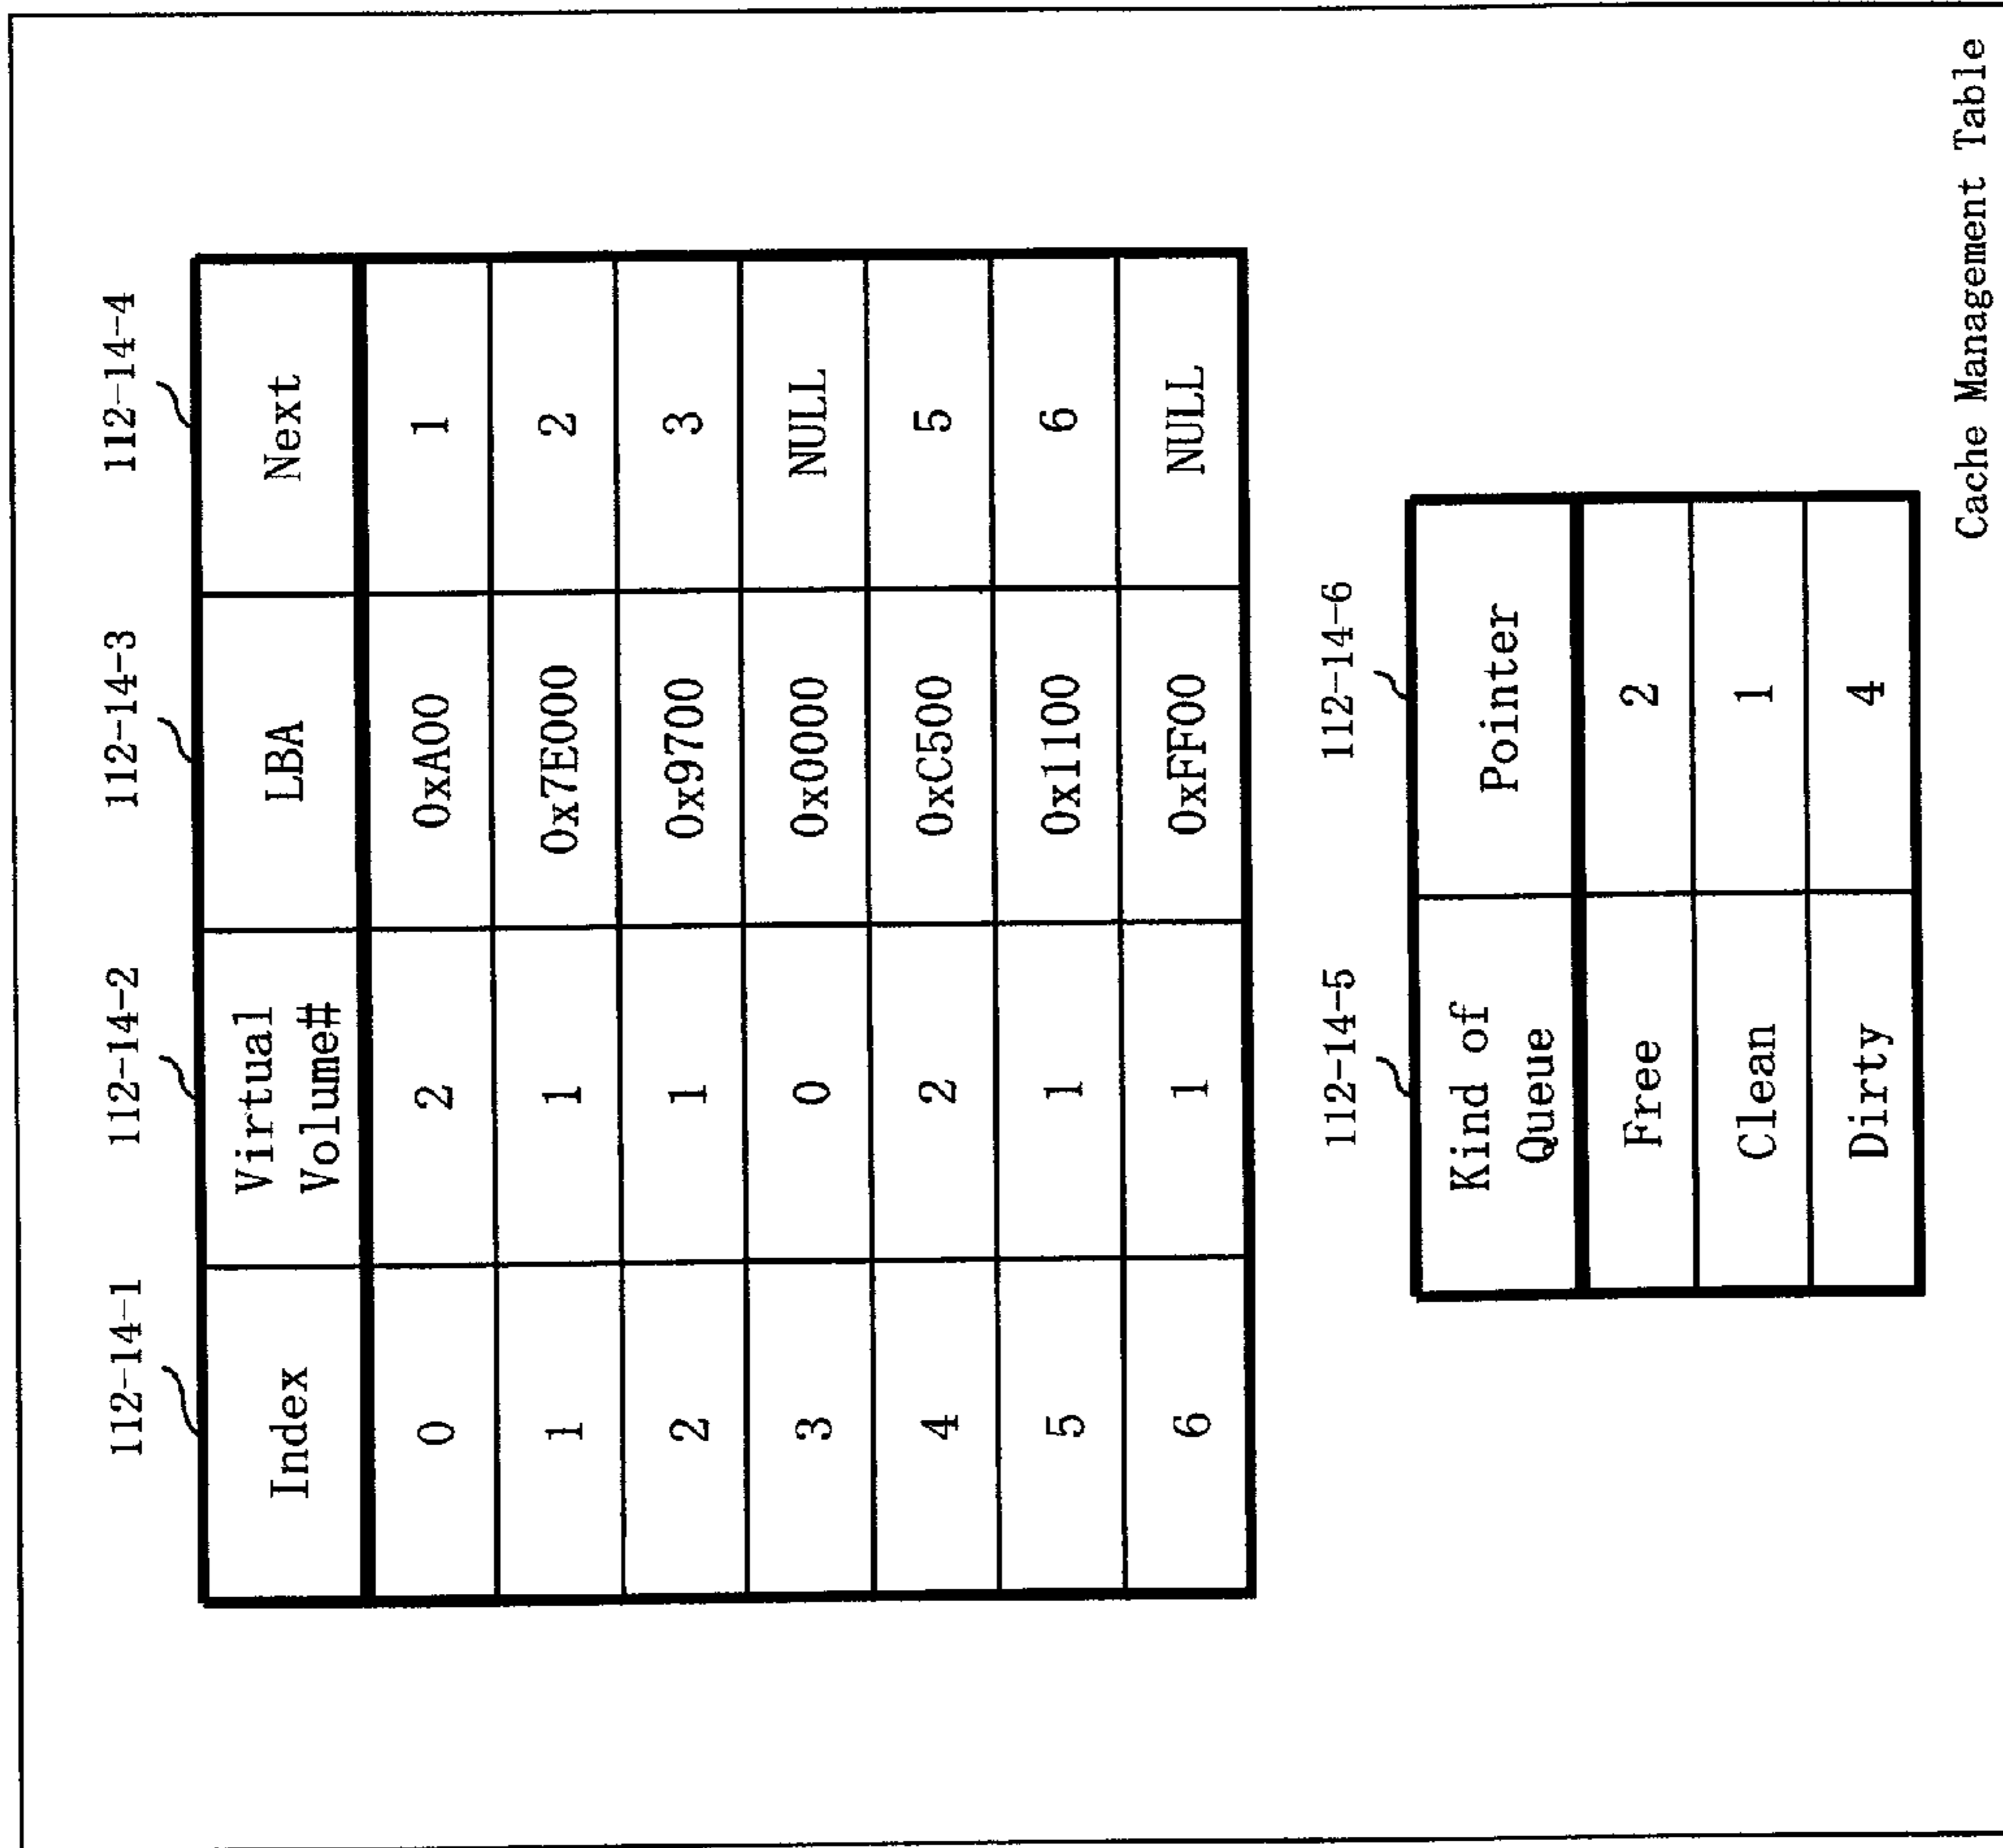 112-14-1 112-14-2 112-14-3 112-14-4
Index Virtual Volume# LBA Next
0 2 0xA00 1
1 1 0x7E000 2
2 1 0x9700 3
3 0 0x0000 NULL
4 2 0xC500 5
5 1 0x1100 6
6 1 0xFF00 NULL
112-14-5 112-14-6
Kind of Queue Pointer
Free 2
Clean 1
Dirty 4
Cache Management Table